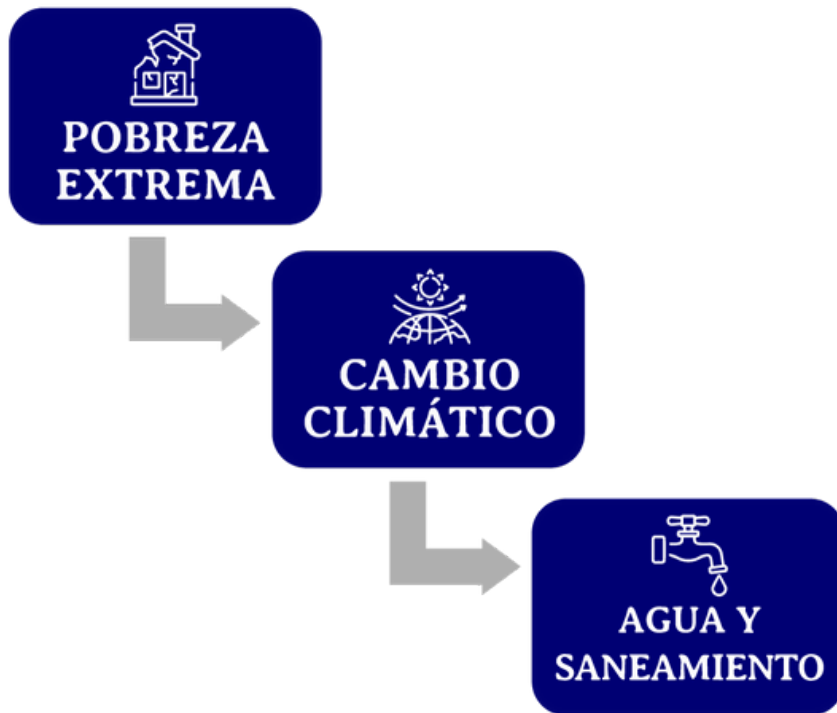 POBREZA
EXTREMA
CAMBIO
CLIMÁTICO
AGUA Y
SANEAMIENTO